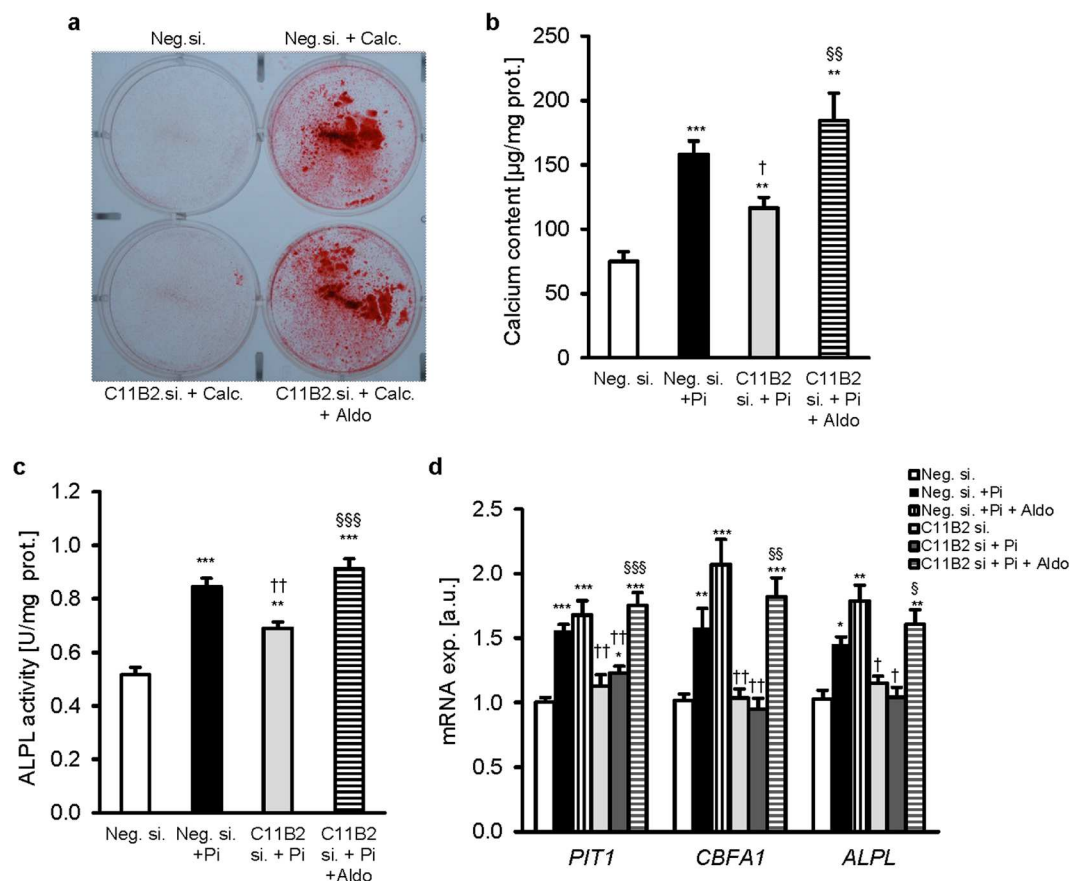 a
Neg.si.
Neg.si. + Calc.
C11B2.si. + Calc.
C11B2.si. + Calc.
+ Aldo
b
Calcium content [µg/mg prot.]
250
200
150
100
50
0
***
†
**
§§
**
Neg. si.
Neg. si.
+Pi
C11B2
si. + Pi
C11B2
si. + Pi
+ Aldo
c
ALPL activity [U/mg prot.]
1.2
1.0
0.8
0.6
0.4
0.2
0.0
***
††
**
§§§
***
Neg. si.
Neg. si.
+Pi
C11B2
si. + Pi
C11B2
si. + Pi
+Aldo
d
Neg. si.
Neg. si. +Pi
Neg. si. +Pi + Aldo
C11B2 si.
C11B2 si + Pi
C11B2 si + Pi + Aldo
mRNA exp. [a.u.]
2.5
2.0
1.5
1.0
0.5
0.0
***
***
††
††
*
§§§
***
**
***
††
††
§§
***
*
**
†
†
§
**
PIT1
CBFA1
ALPL